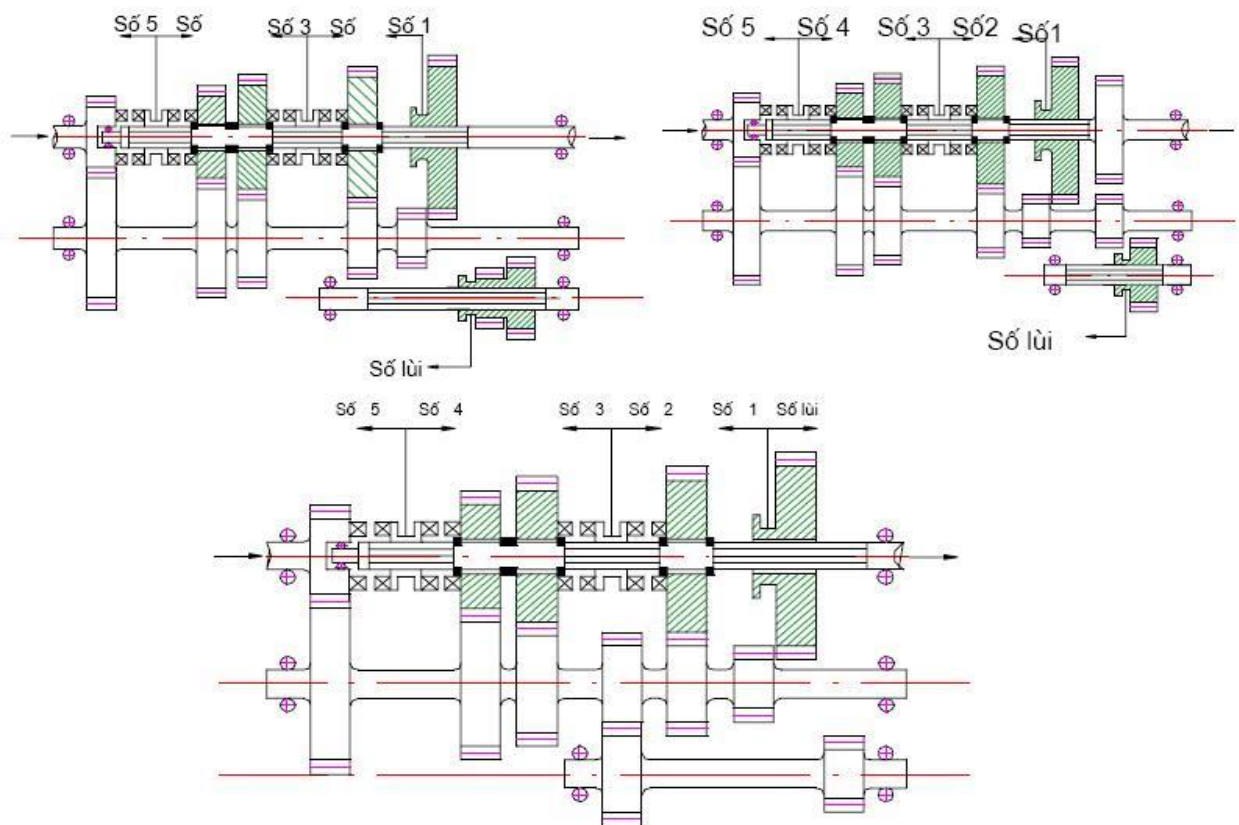 Số 5 Số Số 3 Số Số 1
Số lùi
Số 5 Số 4 Số 3 Số2 Số1
Số lùi
Số 5 Số 4 Số 3 Số 2 Số 1 Số lùi